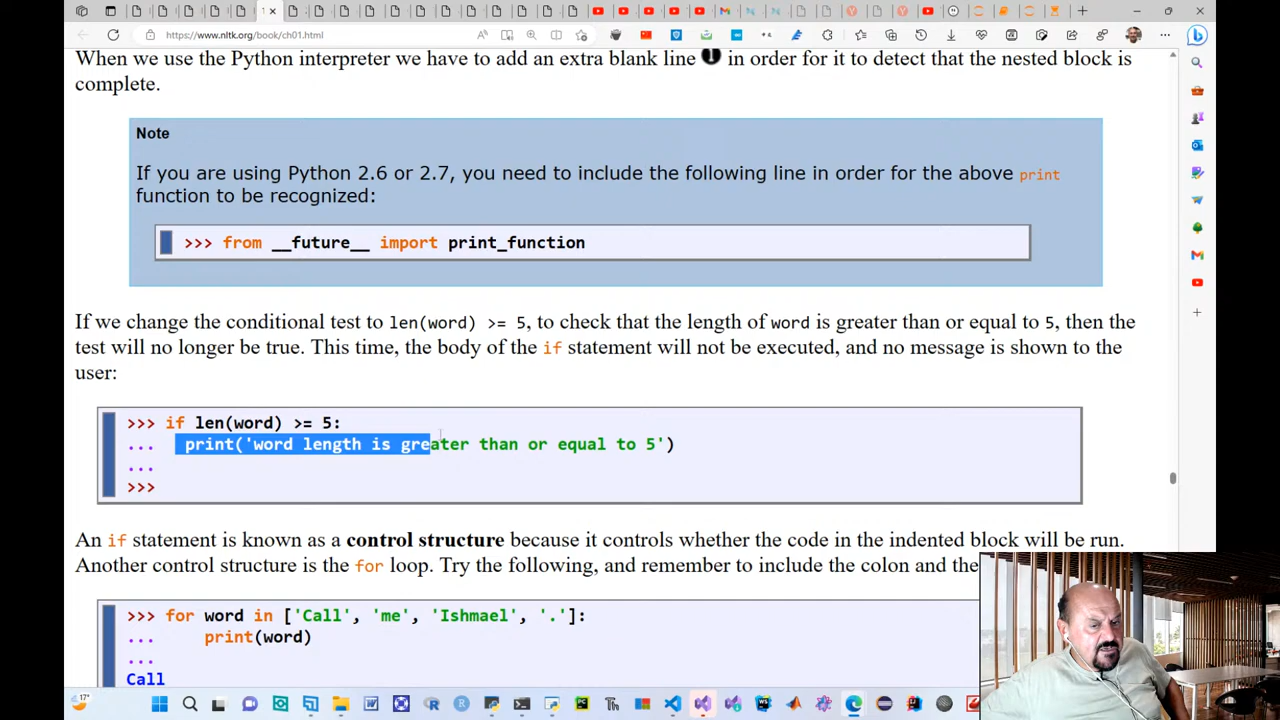 1
https://www.nltk.org/book/ch01.html
When we use the Python interpreter we have to add an extra blank line 1 in order for it to detect that the nested block is
complete.
Note
If you are using Python 2.6 or 2.7, you need to include the following line in order for the above print
function to be recognized:
>>> from __future__ import print_function
If we change the conditional test to len(word) >= 5, to check that the length of word is greater than or equal to 5, then the
test will no longer be true. This time, the body of the if statement will not be executed, and no message is shown to the
user:
>>> if len(word) >= 5:
... print('word length is greater than or equal to 5')
...
>>>
An if statement is known as a control structure because it controls whether the code in the indented block will be run.
Another control structure is the for loop. Try the following, and remember to include the colon and the
>>> for word in ['Call', 'me', 'Ishmael', '.']:
... print(word)
...
Call
17°